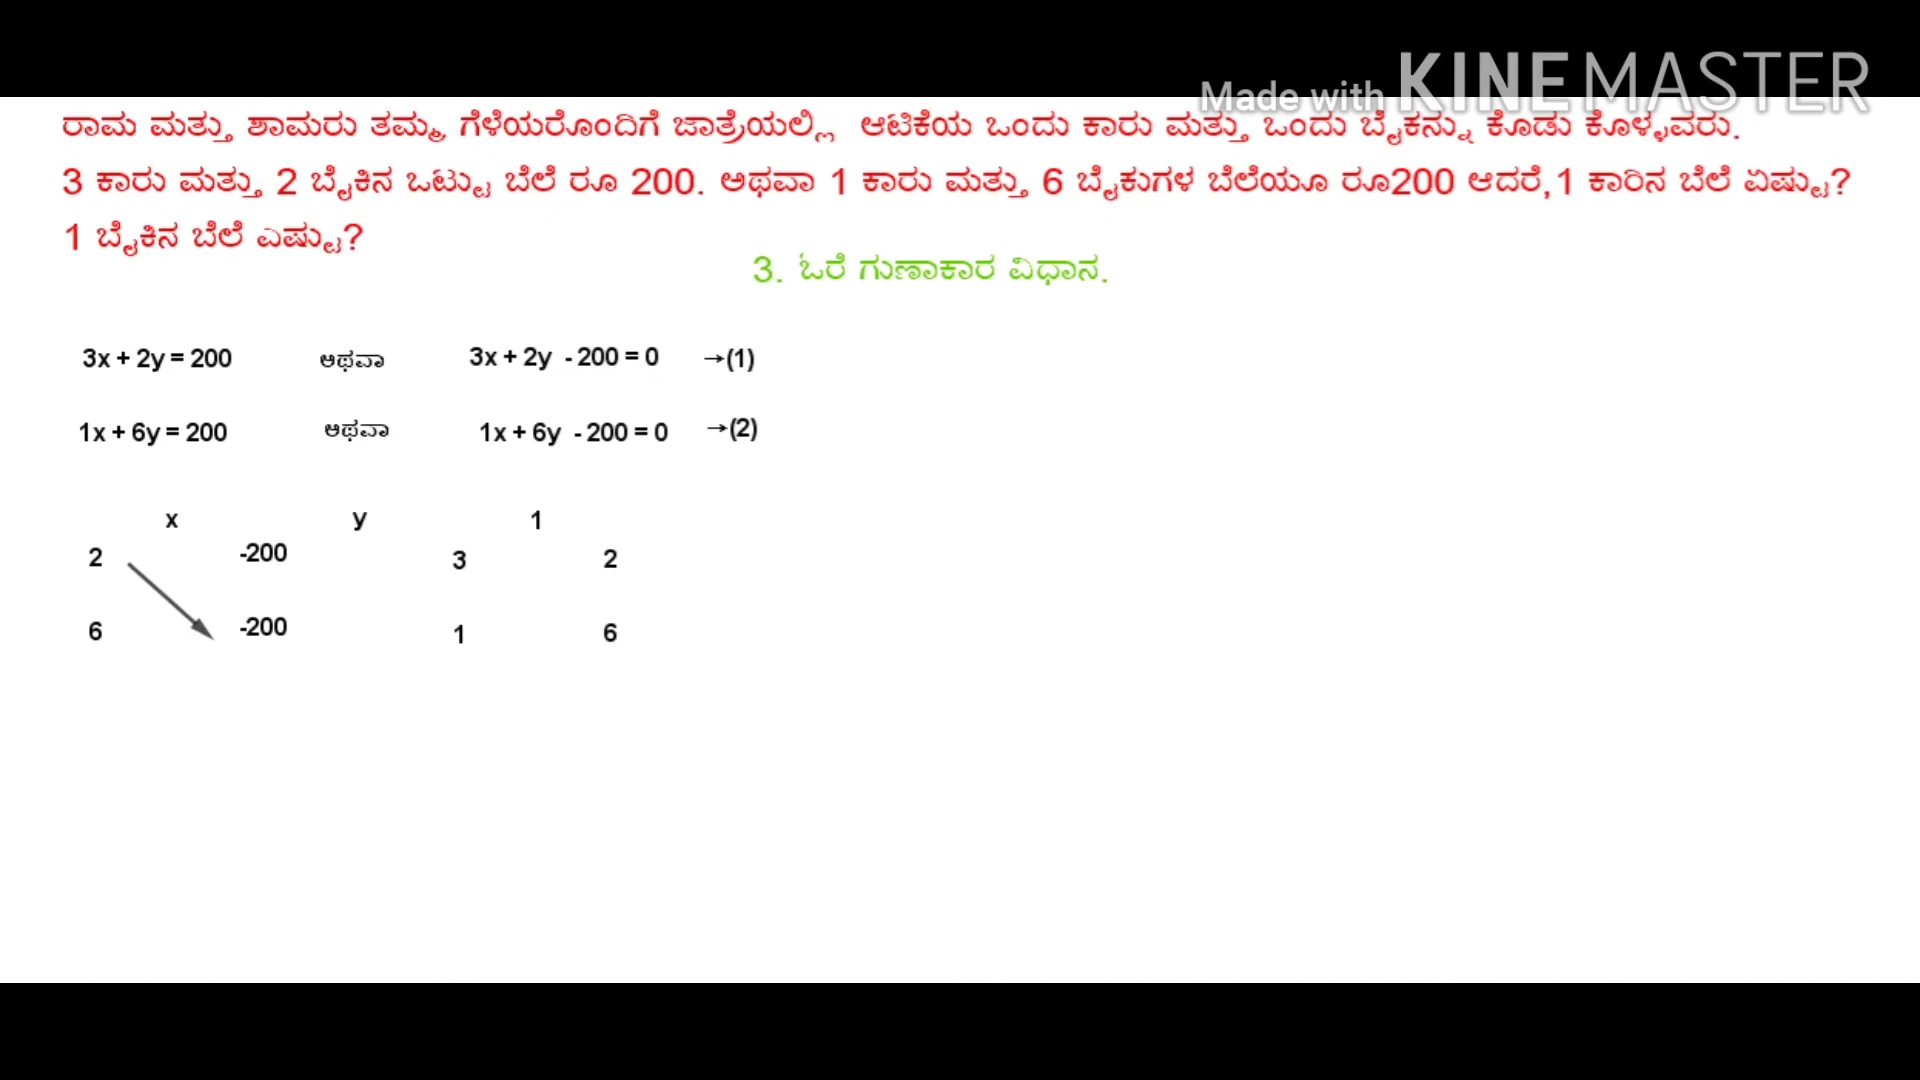 Made with KINEMASTER
ರಾಮ ಮತ್ತು ಶಾಮರು ತಮ್ಮ ಗೆಳೆಯರೊಂದಿಗೆ ಜಾತ್ರೆಯಲ್ಲಿ ಆಟಿಕೆಯ ಒಂದು ಕಾರು ಮತ್ತು ಒಂದು ಬೈಕನ್ನು ಕೊಡು ಕೊಳ್ಳುವರು.
3 ಕಾರು ಮತ್ತು 2 ಬೈಕಿನ ಒಟ್ಟು ಬೆಲೆ ರೂ 200. ಅಥವಾ 1 ಕಾರು ಮತ್ತು 6 ಬೈಕುಗಳ ಬೆಲೆಯೂ ರೂ200 ಆದರೆ,1 ಕಾರಿನ ಬೆಲೆ ಏಷ್ಟು?
1 ಬೈಕಿನ ಬೆಲೆ ಎಷ್ಟು?
3. ಓರೆ ಗುಣಾಕಾರ ವಿಧಾನ.
3x + 2y = 200 ಅಥವಾ 3x + 2y - 200 = 0 →(1)
1x + 6y = 200 ಅಥವಾ 1x + 6y - 200 = 0 →(2)
x y 1
2 -200 3 2
6 -200 1 6